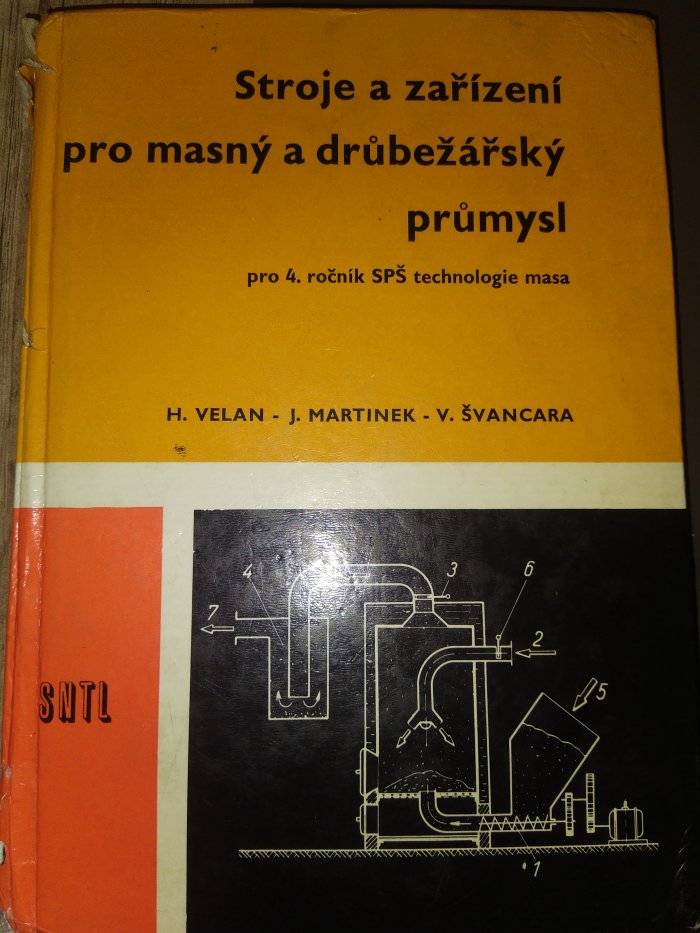 Stroje a zařízení
pro masný a drůbežářský
průmysl
pro 4. ročník SPŠ technologie masa
H. VELAN - J. MARTINEK - V. ŠVANCARA
SNTL
4
3
6
7
2
5
1